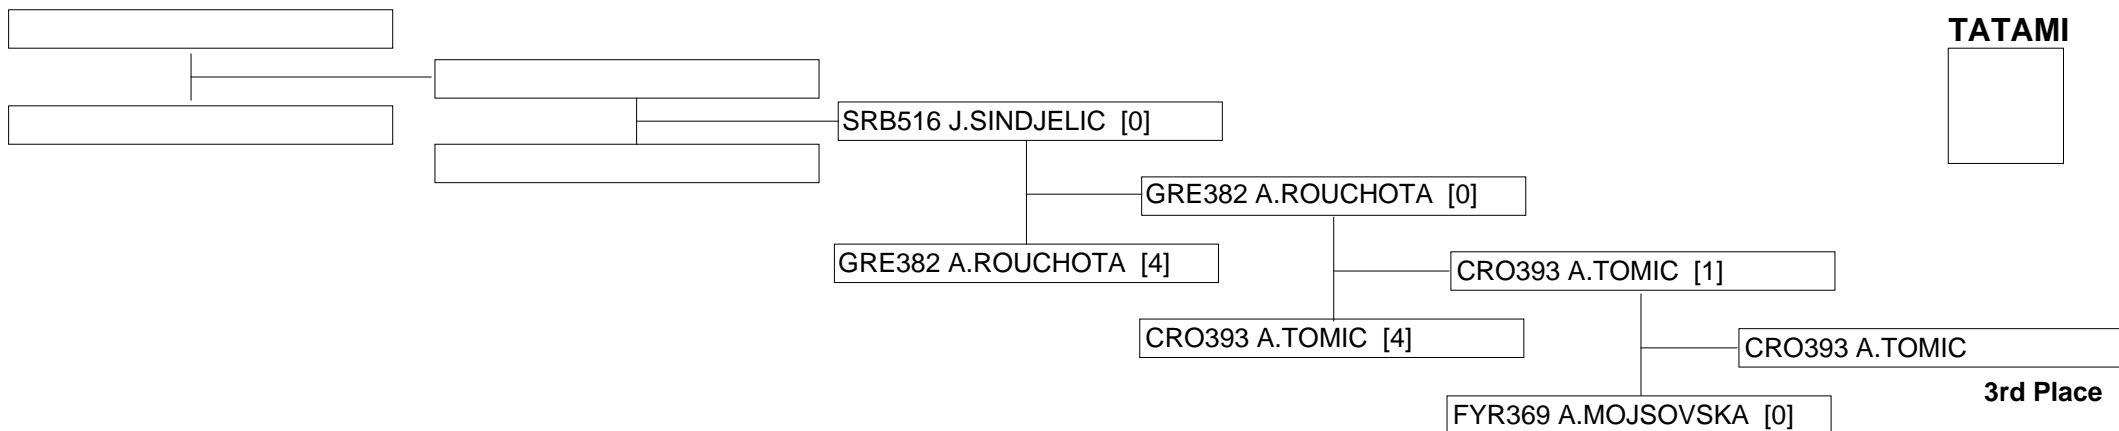 TATAMI
SRB516 J.SINDJELIC [0]
GRE382 A.ROUCHOTA [0]
GRE382 A.ROUCHOTA [4]
CRO393 A.TOMIC [1]
CRO393 A.TOMIC [4]
CRO393 A.TOMIC
3rd Place
FYR369 A.MOJSOVSKA [0]